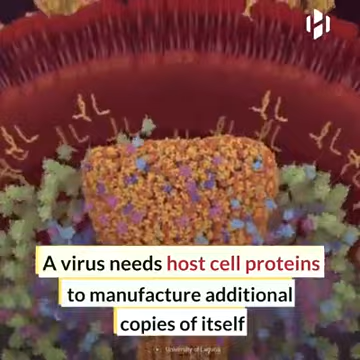 A virus needs host cell proteins
to manufacture additional
copies of itself